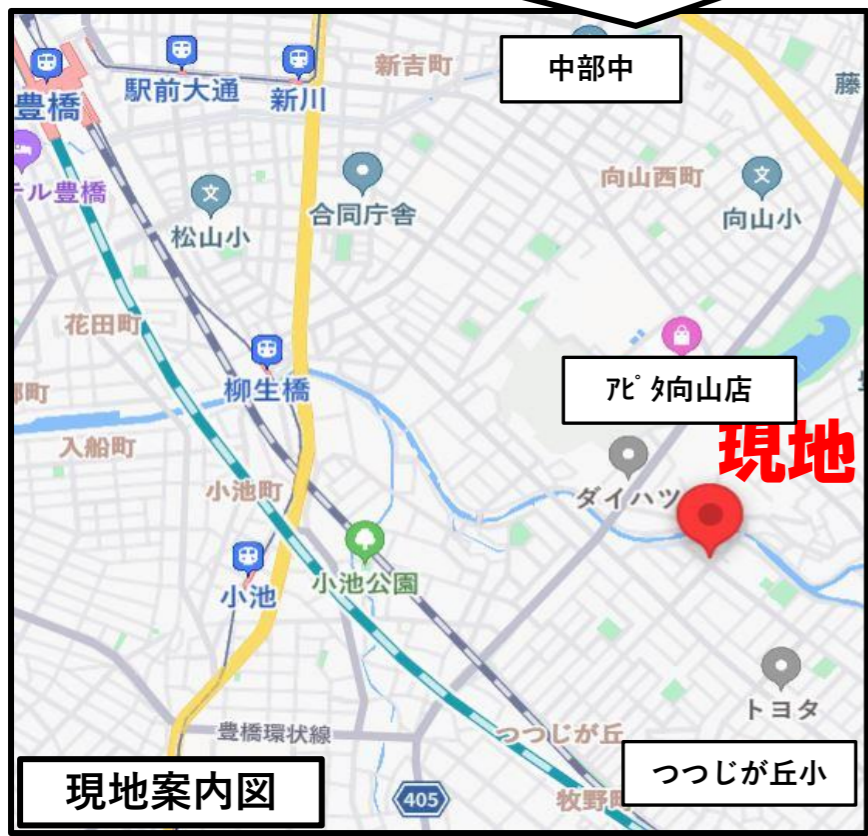 中部中
新吉町
藤
駅前大通
新川
豊橋
テル豊橋
松山小
合同庁舎
向山西町
向山小
花田町
柳生橋
アピタ向山店
現地
町
入船町
小池町
ダイハツ
小池
小池公園
トヨタ
豊橋環状線
つつじが丘
つつじが丘小
現地案内図
405
牧野町